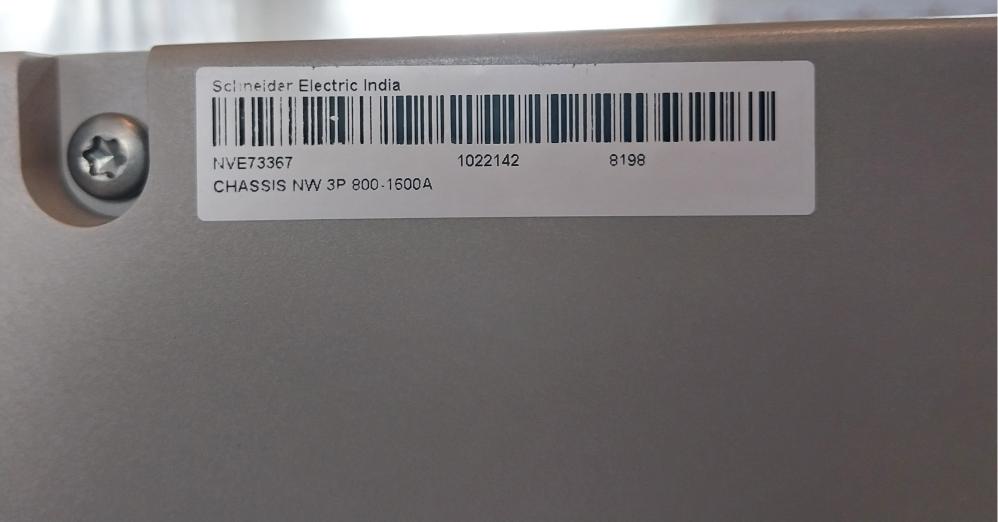 Schneider Electric India
NVE73367 1022142 8198
CHASSIS NW 3P 800-1600A